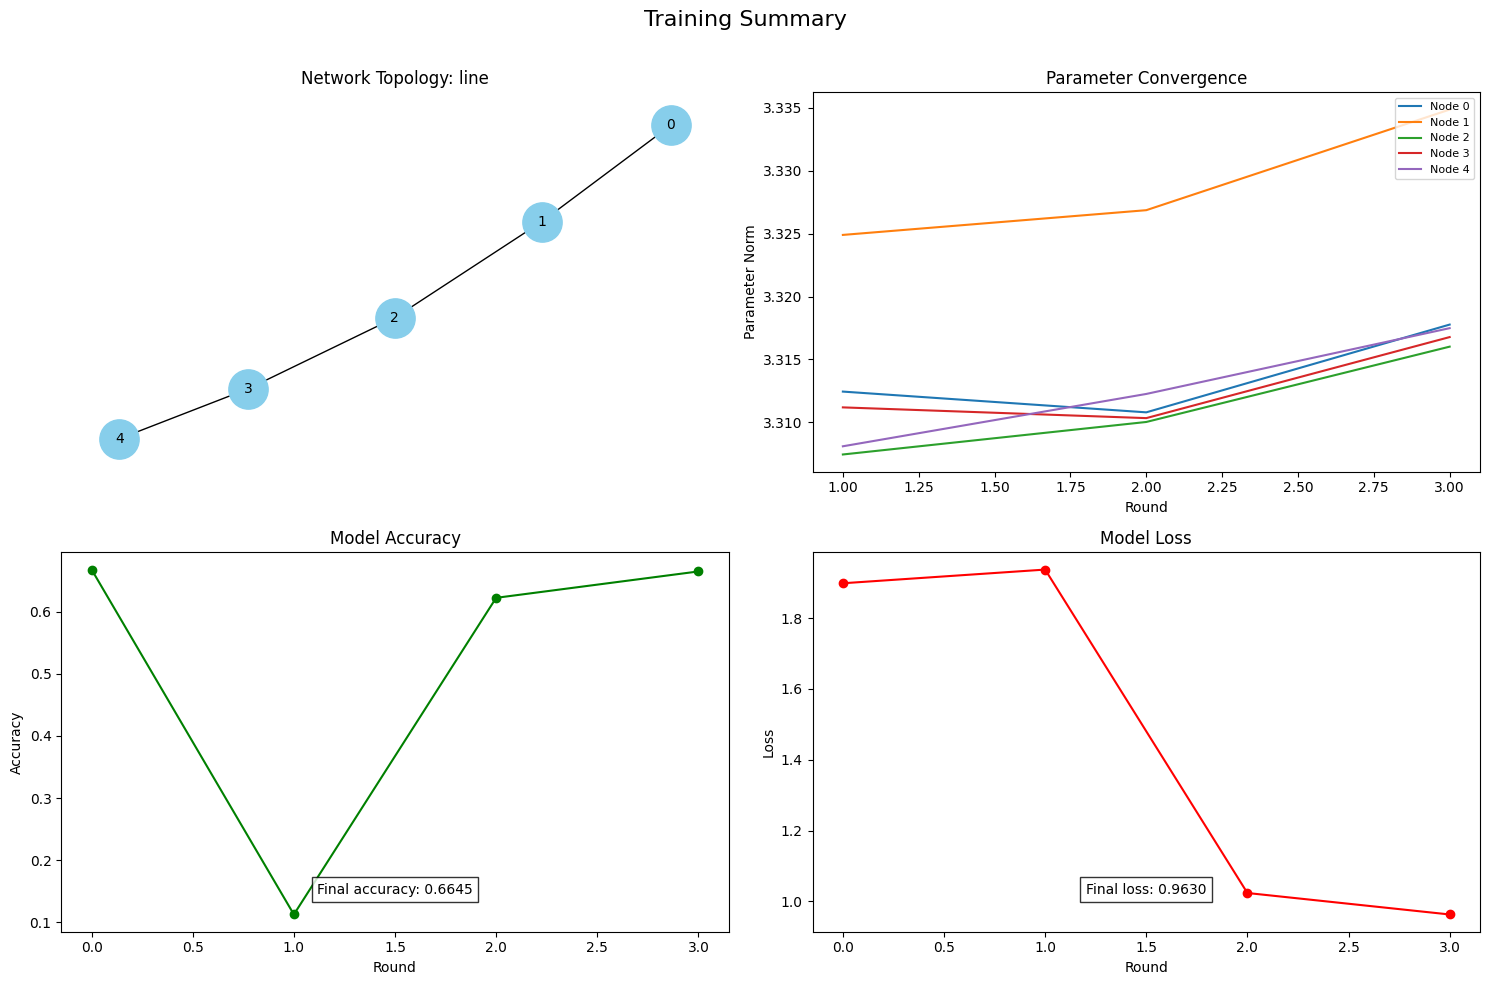 Training Summary
Network Topology: line
0
1
2
3
4
Parameter Convergence
Parameter Norm
3.335
3.330
3.325
3.320
3.315
3.310
Node 0
Node 1
Node 2
Node 3
Node 4
1.00 1.25 1.50 1.75 2.00 2.25 2.50 2.75 3.00
Round
Model Accuracy
Accuracy
0.6
0.5
0.4
0.3
0.2
0.1
Final accuracy: 0.6645
0.0 0.5 1.0 1.5 2.0 2.5 3.0
Round
Model Loss
Loss
1.8
1.6
1.4
1.2
1.0
Final loss: 0.9630
0.0 0.5 1.0 1.5 2.0 2.5 3.0
Round